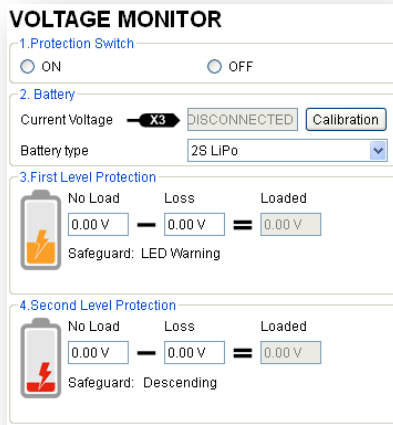 VOLTAGE MONITOR
1.Protection Switch
ON OFF
2. Battery
Current Voltage X3 DISCONNECTED Calibration
Battery type 2S LiPo
3.First Level Protection
No Load Loss Loaded
0.00 V 0.00 V 0.00 V
Safeguard: LED Warning
4.Second Level Protection
No Load Loss Loaded
0.00 V 0.00 V 0.00 V
Safeguard: Descending